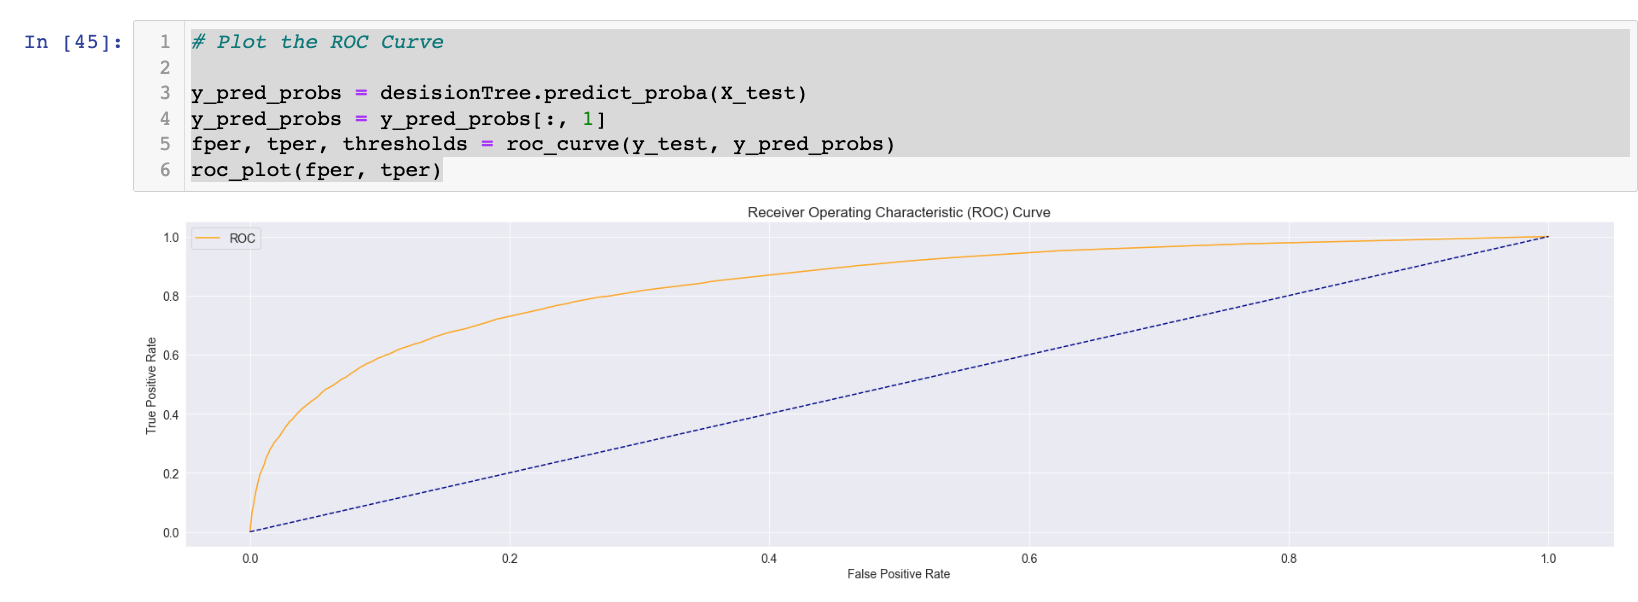 In [45]:
1 # Plot the ROC Curve
2
3 y_pred_probs = desisionTree.predict_proba(X_test)
4 y_pred_probs = y_pred_probs[:, 1]
5 fper, tper, thresholds = roc_curve(y_test, y_pred_probs)
6 roc_plot(fper, tper)
Receiver Operating Characteristic (ROC) Curve
ROC
True Positive Rate
1.0
0.8
0.6
0.4
0.2
0.0
0.0 0.2 0.4 0.6 0.8 1.0
False Positive Rate